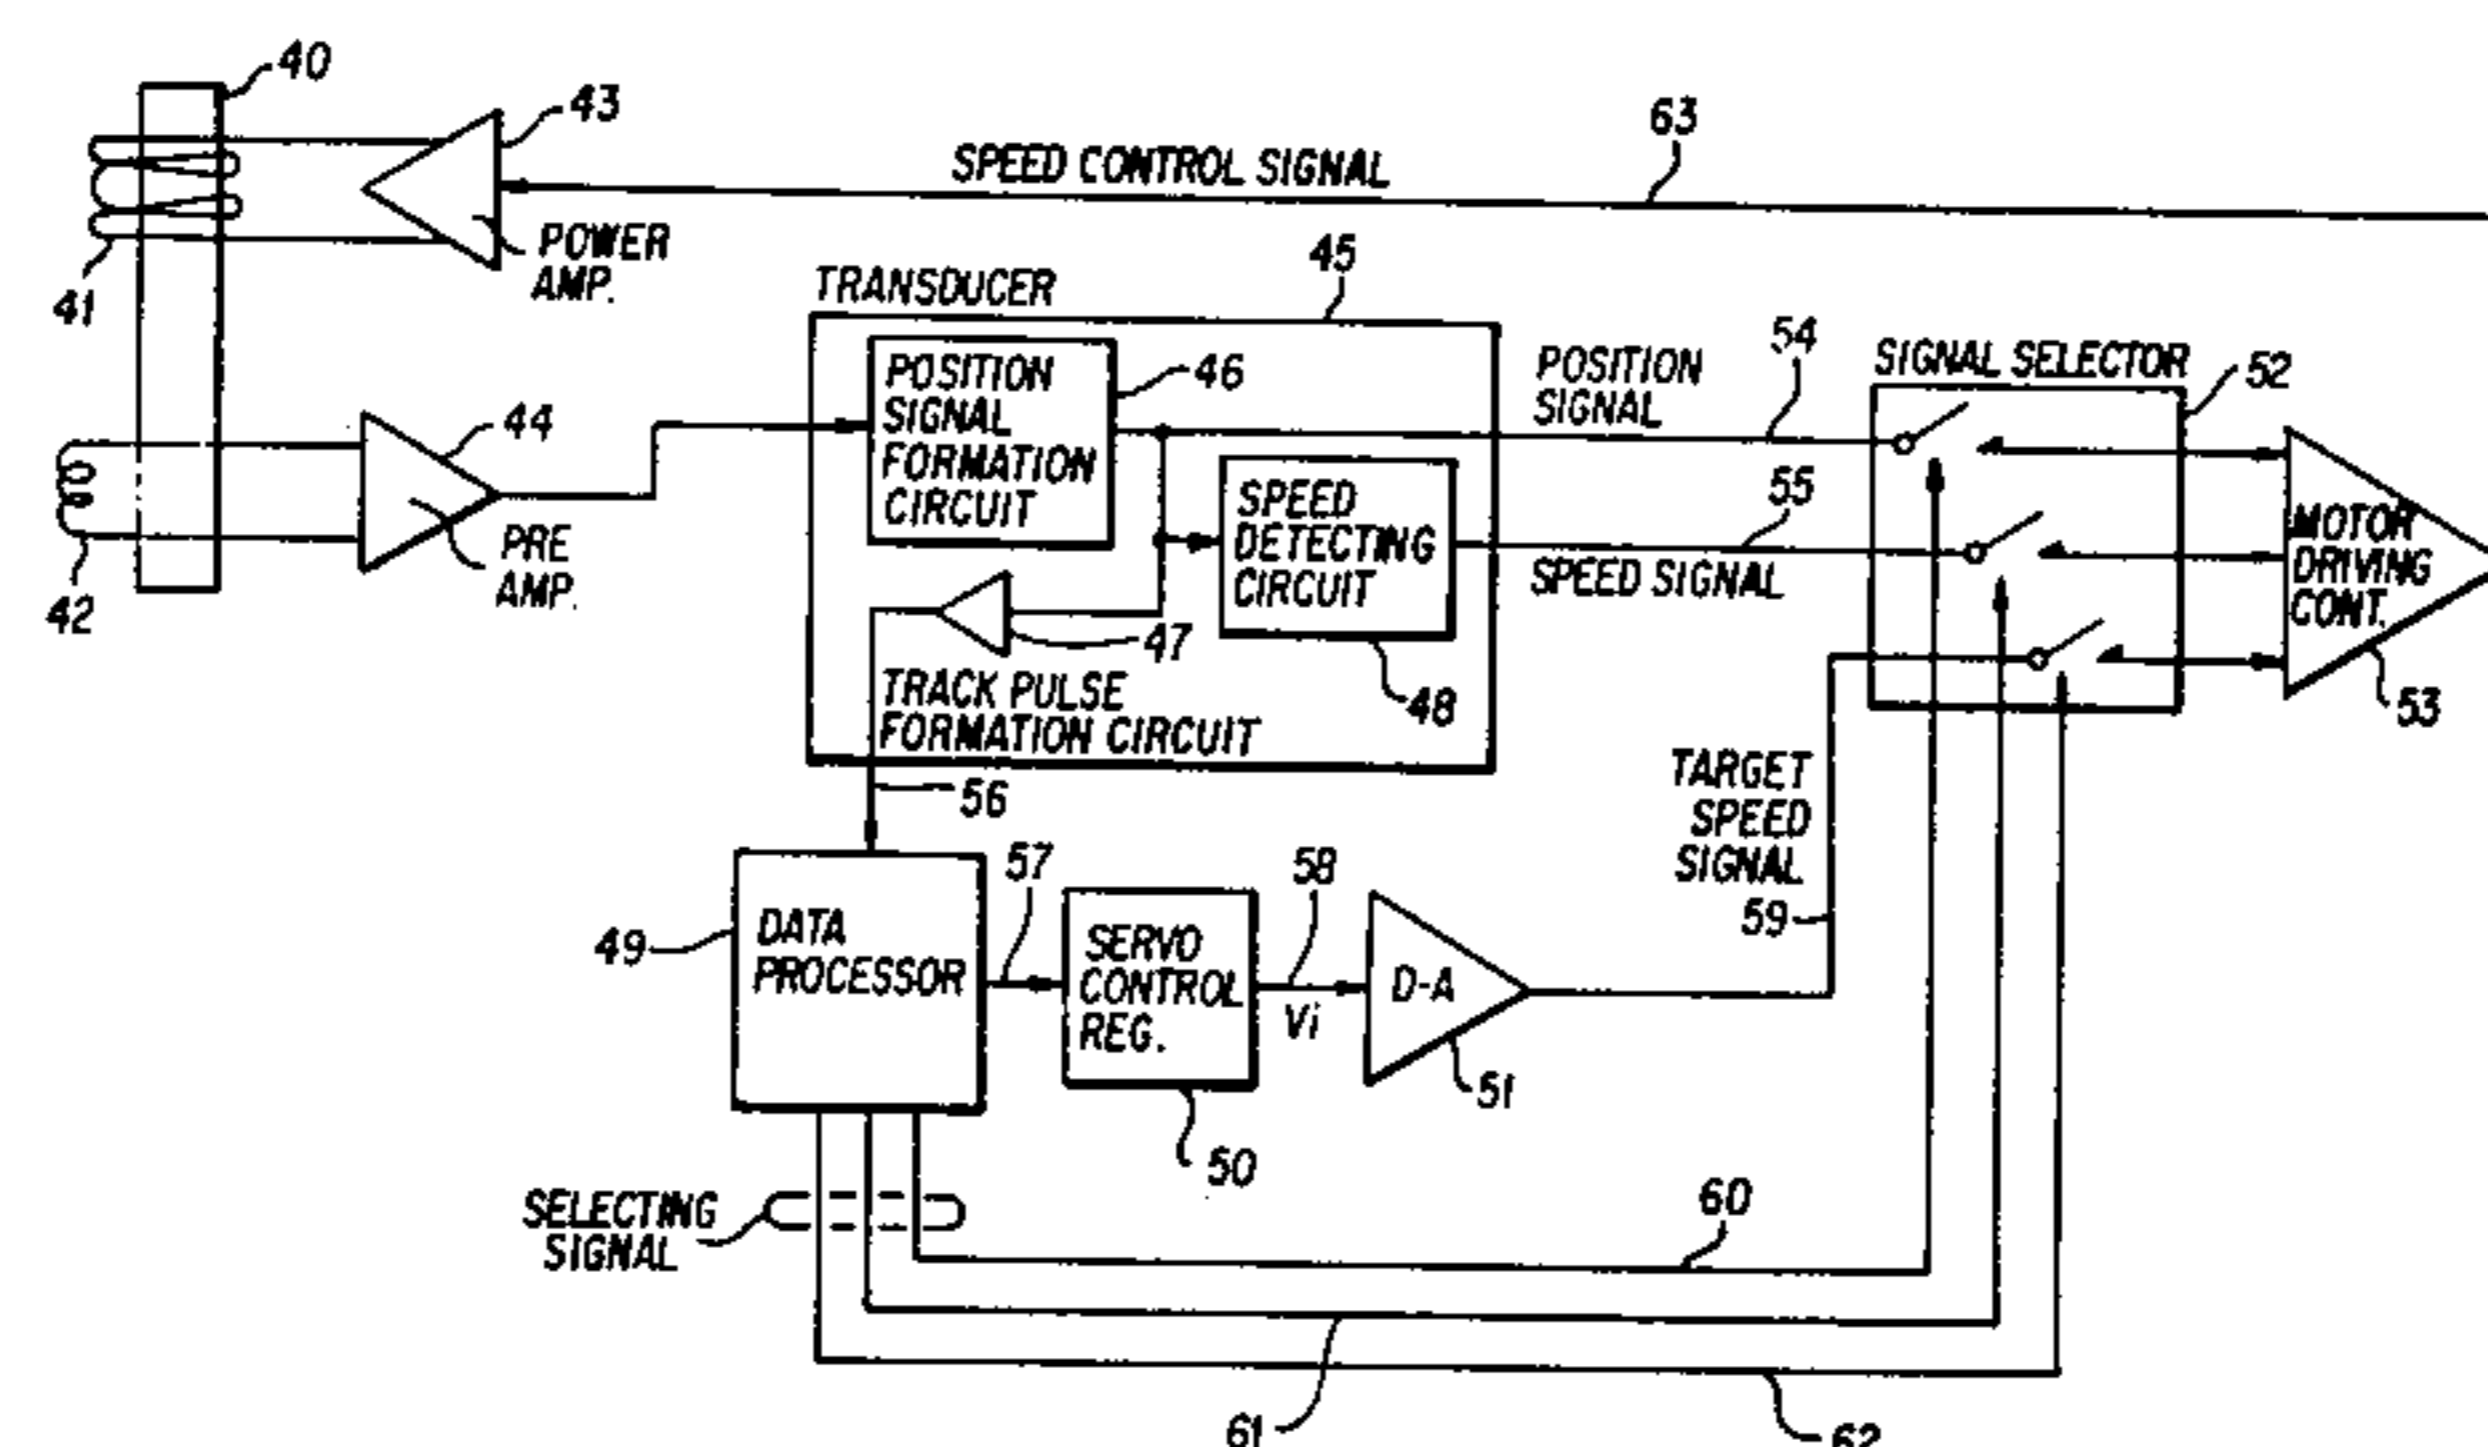 40
43
63
SPEED CONTROL SIGNAL
POWER
AMP.
41
45
TRANSDUCER
POSITION
SIGNAL
FORMATION
CIRCUIT
46
POSITION
SIGNAL
54
SIGNAL SELECTOR
52
44
PRE
AMP.
42
SPEED
DETECTING
CIRCUIT
55
SPEED SIGNAL
MOTOR
DRIVING
CONT.
53
47
48
TRACK PULSE
FORMATION CIRCUIT
56
TARGET
SPEED
SIGNAL
59
49
DATA
PROCESSOR
57
SERVO
CONTROL
REG.
58
Vi
D-A
51
50
SELECTING
SIGNAL
60
61
62